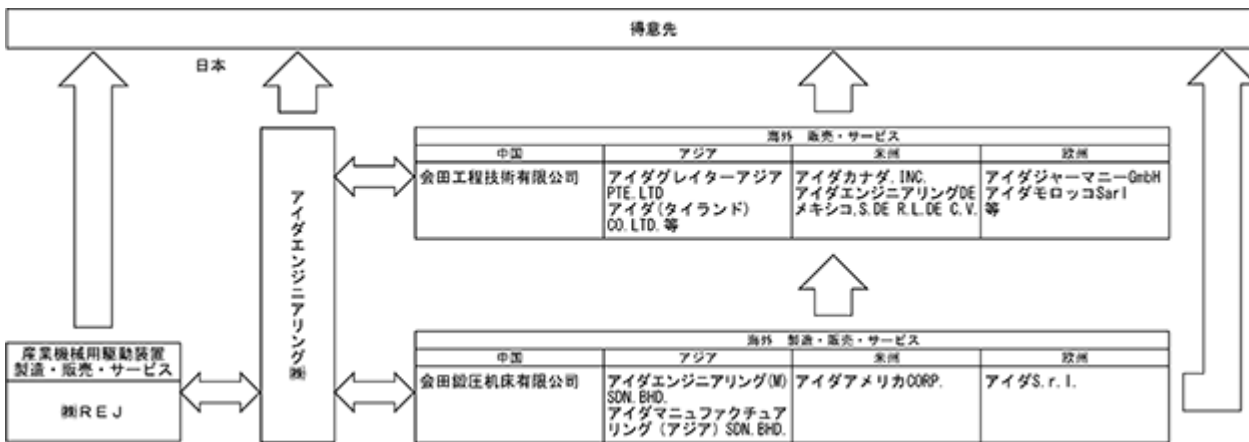 得意先
日本
アイダエンジニアリング㈱
海外 販売・サービス
中国
アジア
米州
欧州
会田工程技術有限公司
アイダグレイターアジア
PTE.LTD
アイダ(タイランド)
CO.LTD.等
アイダカナダ.INC.
アイダエンジニアリングDE
メキシコ,S.DE R.L.DE C.V.
アイダジャーマニーGmbH
アイダモロッコSarl
等
産業機械用駆動装置
製造・販売・サービス
㈱REJ
海外 製造・販売・サービス
中国
アジア
米州
欧州
会田鍛圧机床有限公司
アイダエンジニアリング(M)
SDN.BHD.
アイダマニュファクチュア
リング(アジア)SDN.BHD.
アイダアメリカCORP.
アイダS.r.l.